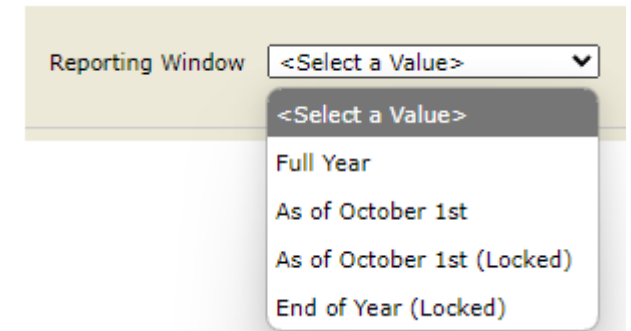 Reporting Window <Select a Value>
<Select a Value>
Full Year
As of October 1st
As of October 1st (Locked)
End of Year (Locked)